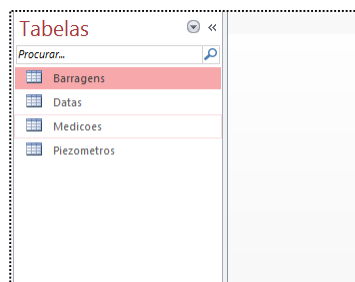 Tabelas
Procurar...
Barragens
Datas
Medicoes
Piezometros